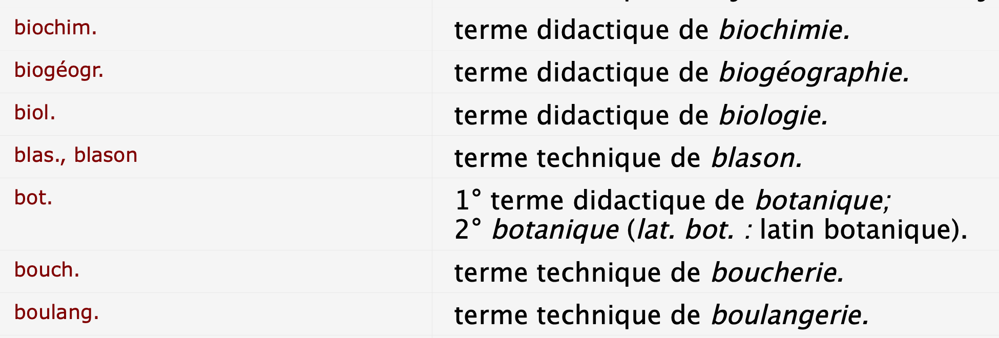 biochim. terme didactique de biochimie.
biogéogr. terme didactique de biogéographie.
biol. terme didactique de biologie.
blas., blason terme technique de blason.
bot. 1° terme didactique de botanique;
2° botanique (lat. bot. : latin botanique).
bouch. terme technique de boucherie.
boulang. terme technique de boulangerie.